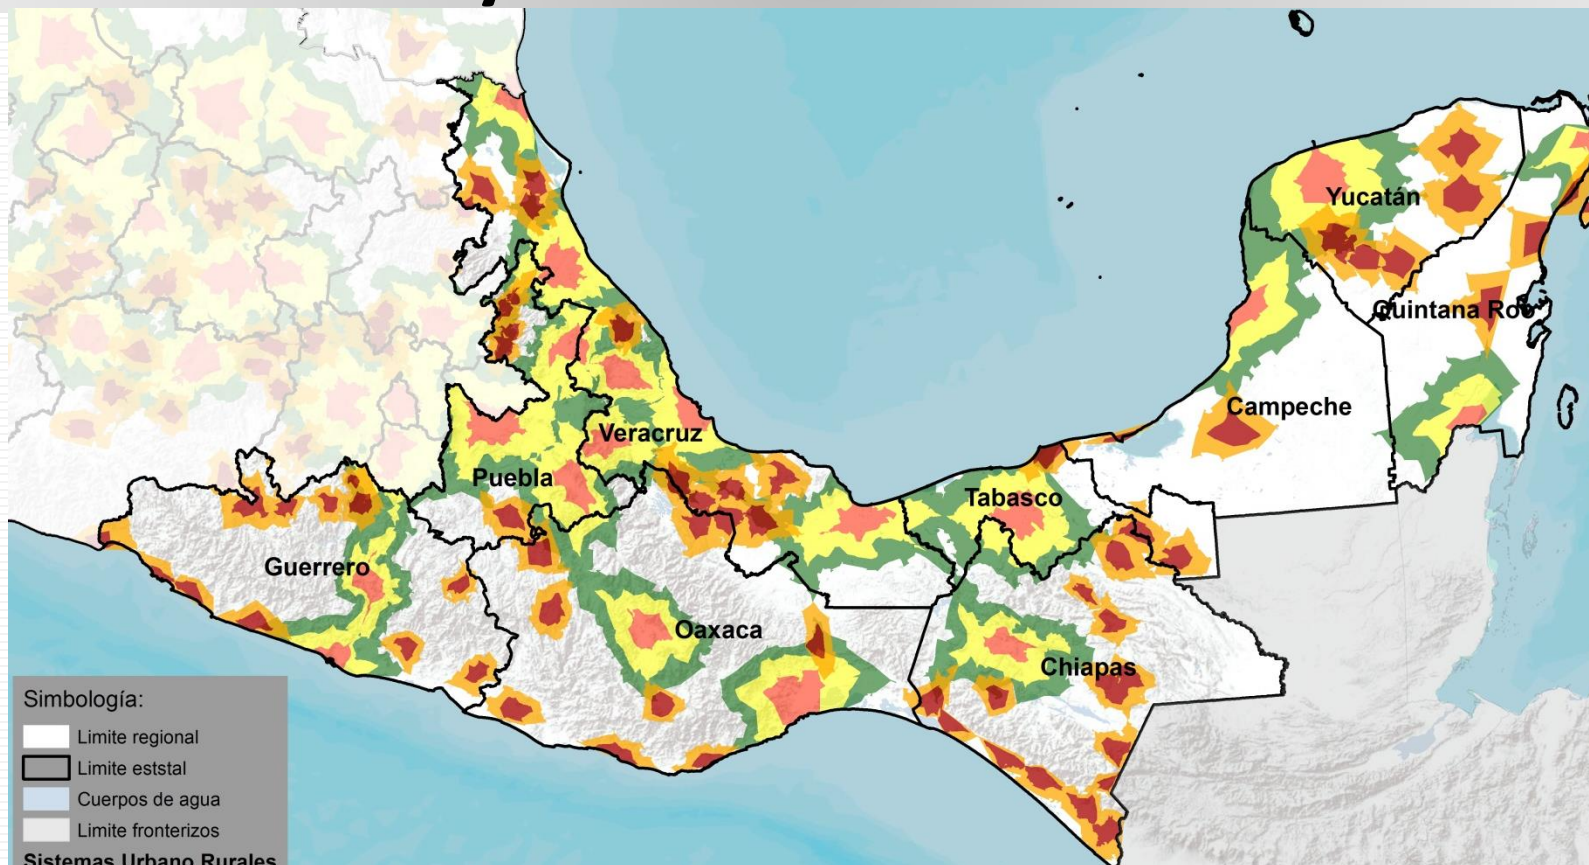 Yucatán
Quintana Roo
Campeche
Veracruz
Puebla
Tabasco
Guerrero
Oaxaca
Chiapas
Simbología:
Limite regional
Limite eststal
Cuerpos de agua
Limite fronterizos
Sistemas Urbano Rurales